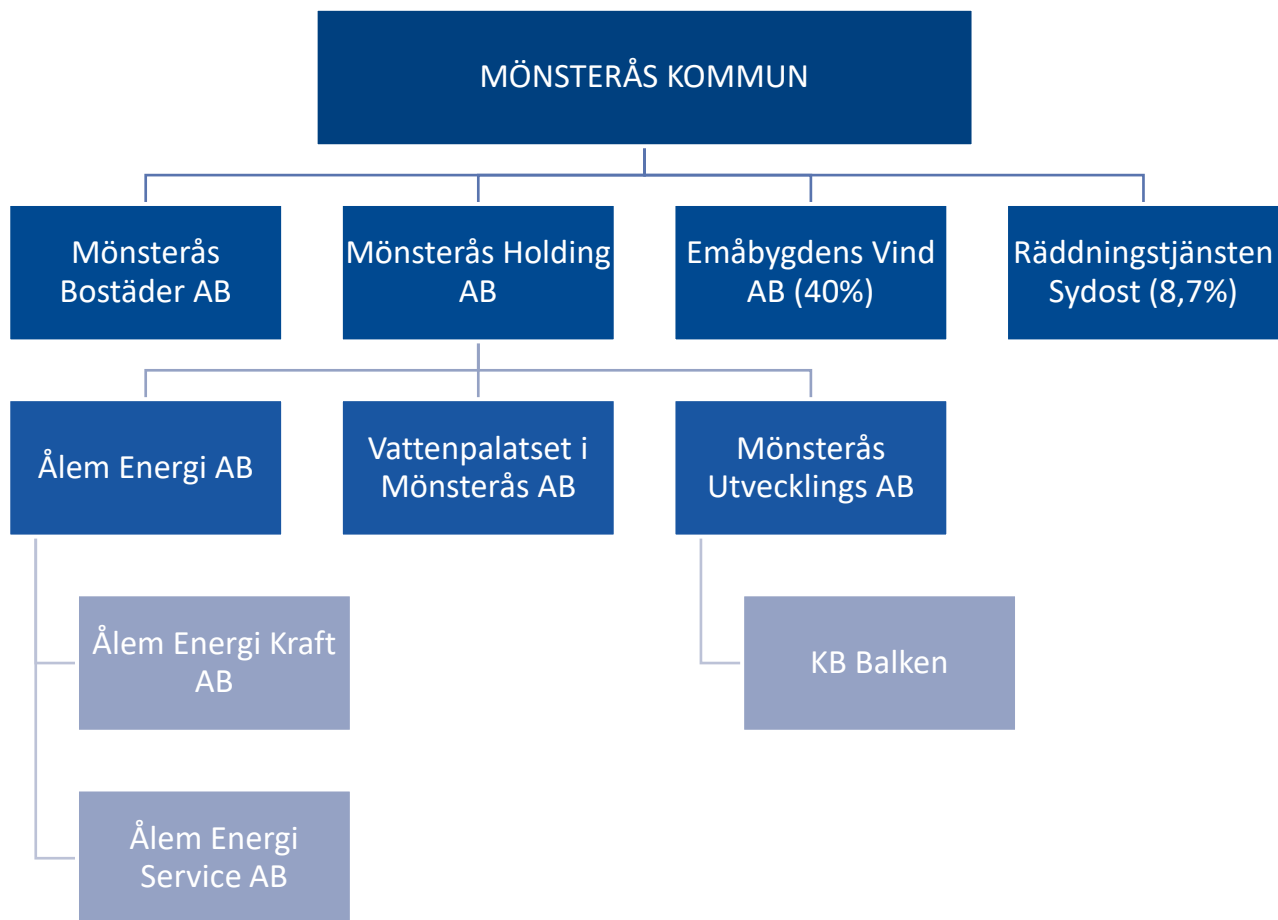 MÖNSTERÅS KOMMUN
Mönsterås
Bostäder AB
Mönsterås Holding
AB
Emåbygdens Vind
AB (40%)
Räddningstjänsten
Sydost (8,7%)
Ålem Energi AB
Vattenpalatset i
Mönsterås AB
Mönsterås
Utvecklings AB
Ålem Energi Kraft
AB
KB Balken
Ålem Energi
Service AB